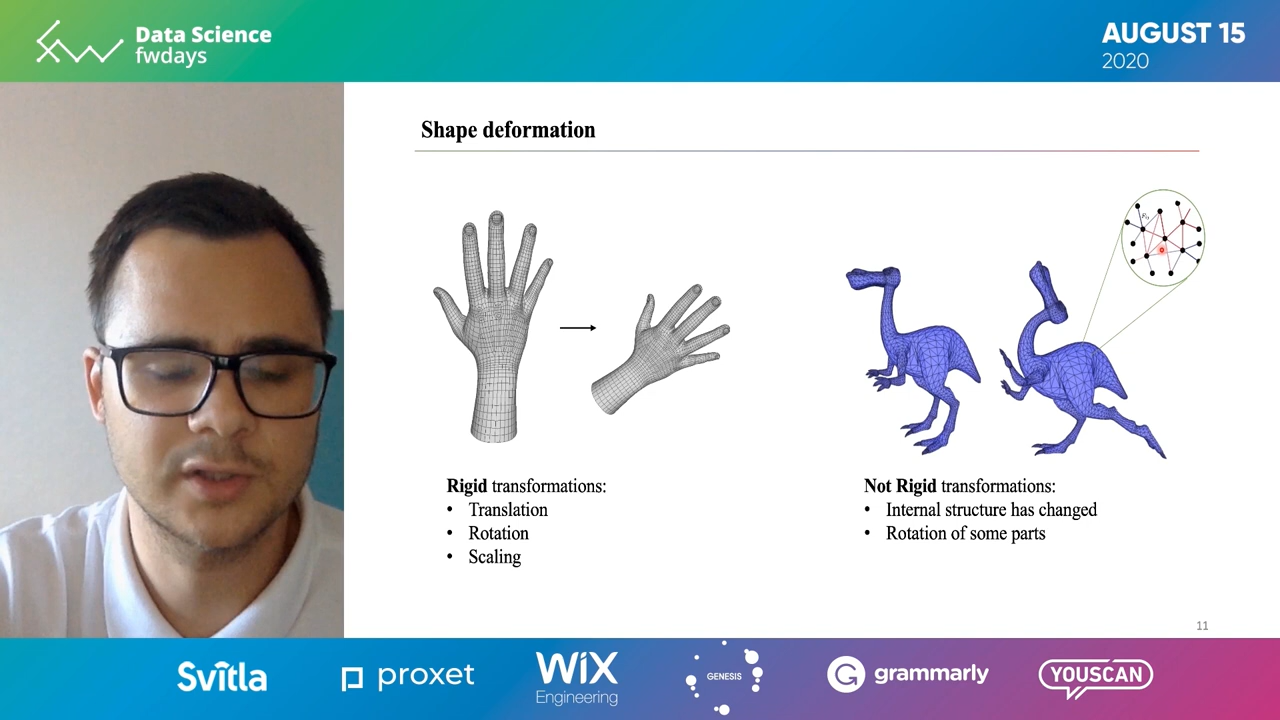 Data Science
fwdays
AUGUST 15
2020
Shape deformation
Rigid transformations:
• Translation
• Rotation
• Scaling
Not Rigid transformations:
• Internal structure has changed
• Rotation of some parts
11
Svitla
proxet
WiX
Engineering
GENESIS
G grammarly
YOUSCAN